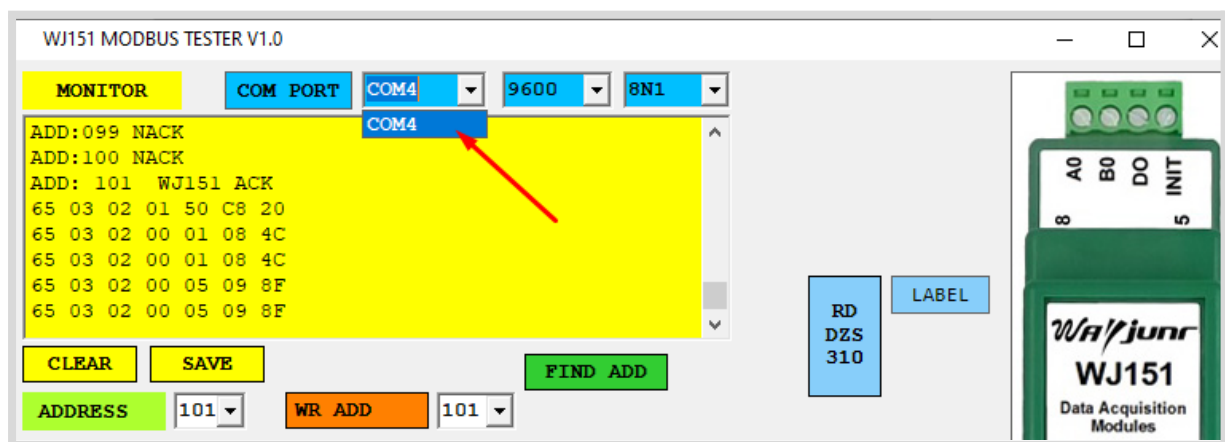 WJ151 MODBUS TESTER V1.0
MONITOR
COM PORT
COM4
9600
8N1
COM4
ADD:099 NACK
ADD:100 NACK
ADD: 101  WJ151 ACK
65 03 02 01 50 C8 20
65 03 02 00 01 08 4C
65 03 02 00 01 08 4C
65 03 02 00 05 09 8F
65 03 02 00 05 09 8F
CLEAR
SAVE
FIND ADD
ADDRESS
101
WR ADD
101
RD
DZS
310
LABEL
A0
B0
DO
INIT
8
5
Wayjunr
WJ151
Data Acquisition
Modules